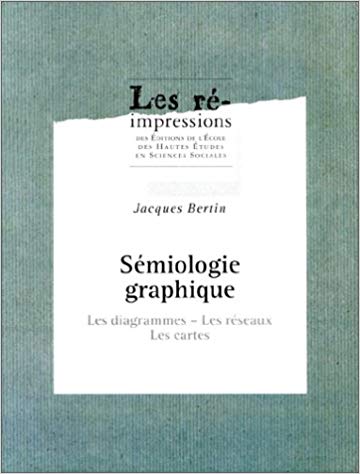 Les ré-
impressions
des Éditions de l'École
des Hautes Études
en Sciences Sociales
Jacques Bertin
Sémiologie
graphique
Les diagrammes – Les réseaux
Les cartes